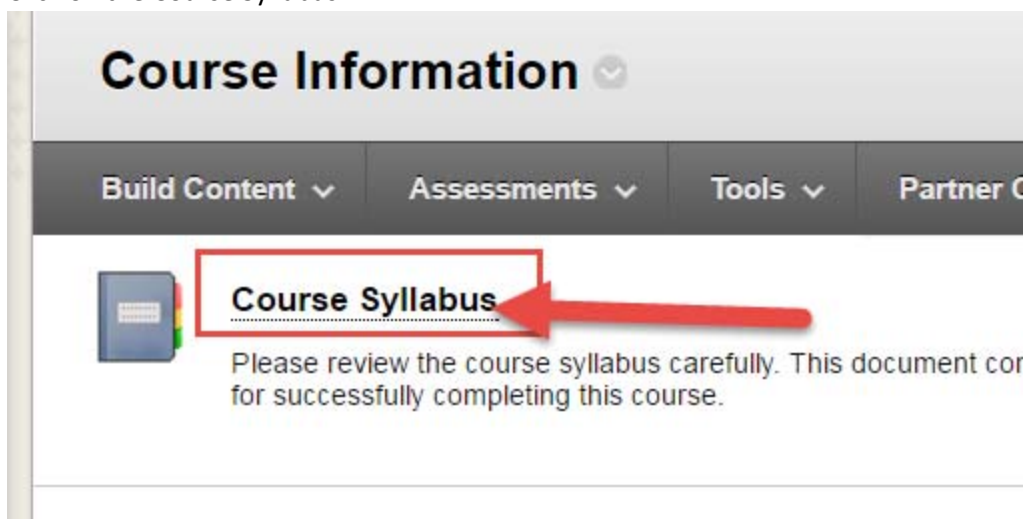 Course Information
Build Content Assessments Tools Partner
Course Syllabus
Please review the course syllabus carefully. This document
for successfully completing this course.